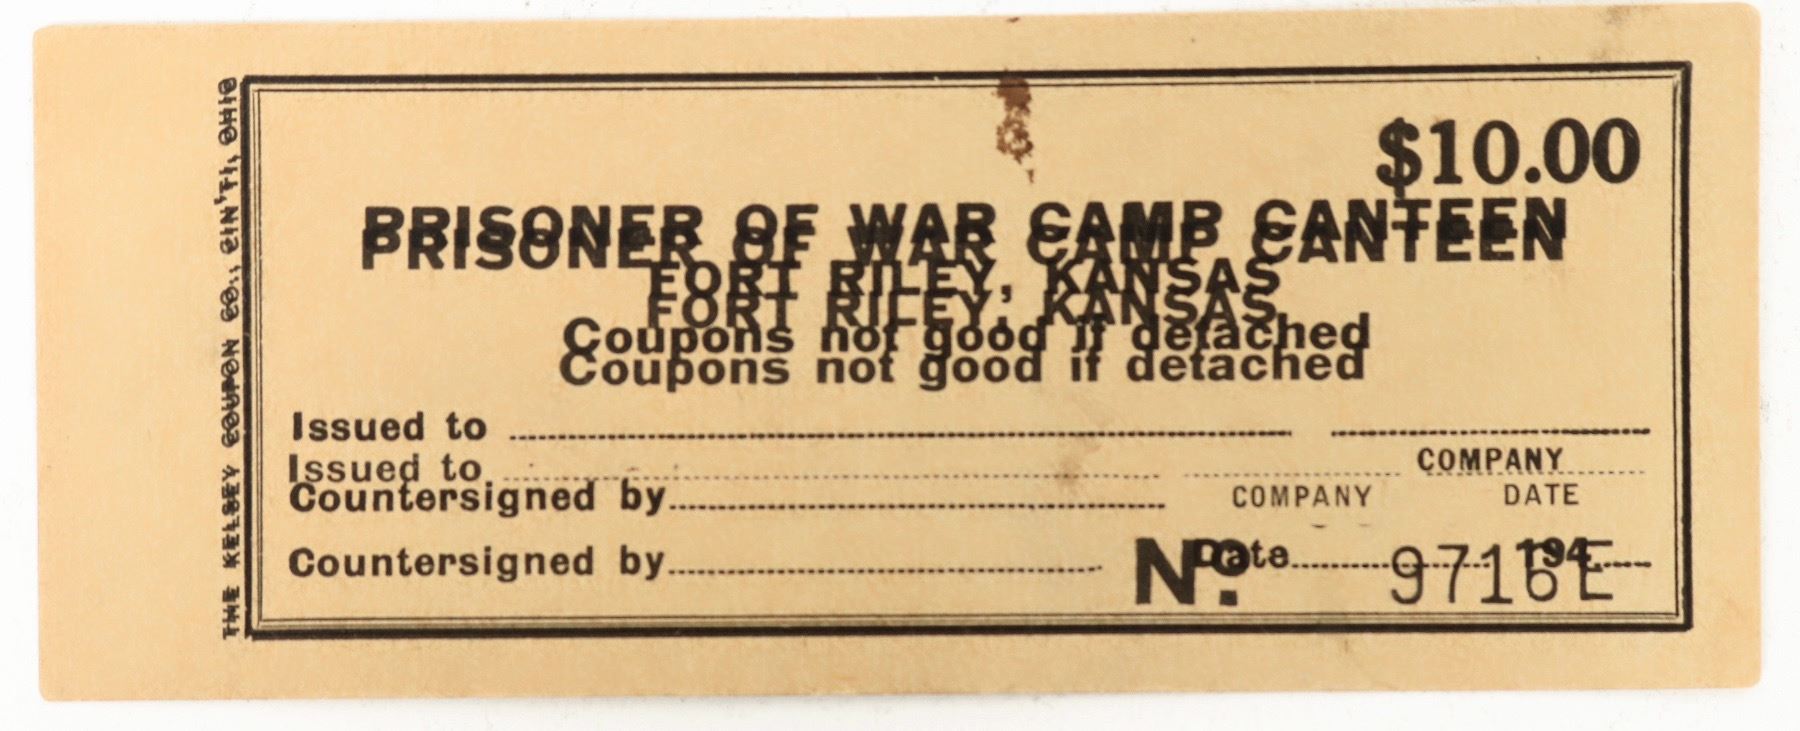 THE KELSEY COUPON CO., CIN'TI, OHIO
$10.00
PRISONER OF WAR CAMP CANTEEN
PRISONER OF WAR CAMP CANTEEN
FORT RILEY, KANSAS
FORT RILEY, KANSAS
Coupons not good if detached
Coupons not good if detached
Issued to
COMPANY
Issued to
Countersigned by
COMPANY DATE
Countersigned by
No. Date 194
9716E